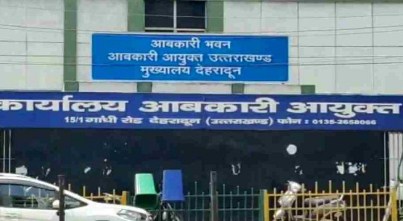 आबकारी भवन
आबकारी आयुक्त उत्तराखण्ड
मुख्यालय देहरादून
कार्यालय आबकारी आयुक्त
15/1 गाँधी रोड देहरादून (उत्तराखण्ड) फोन : 0135-2656066